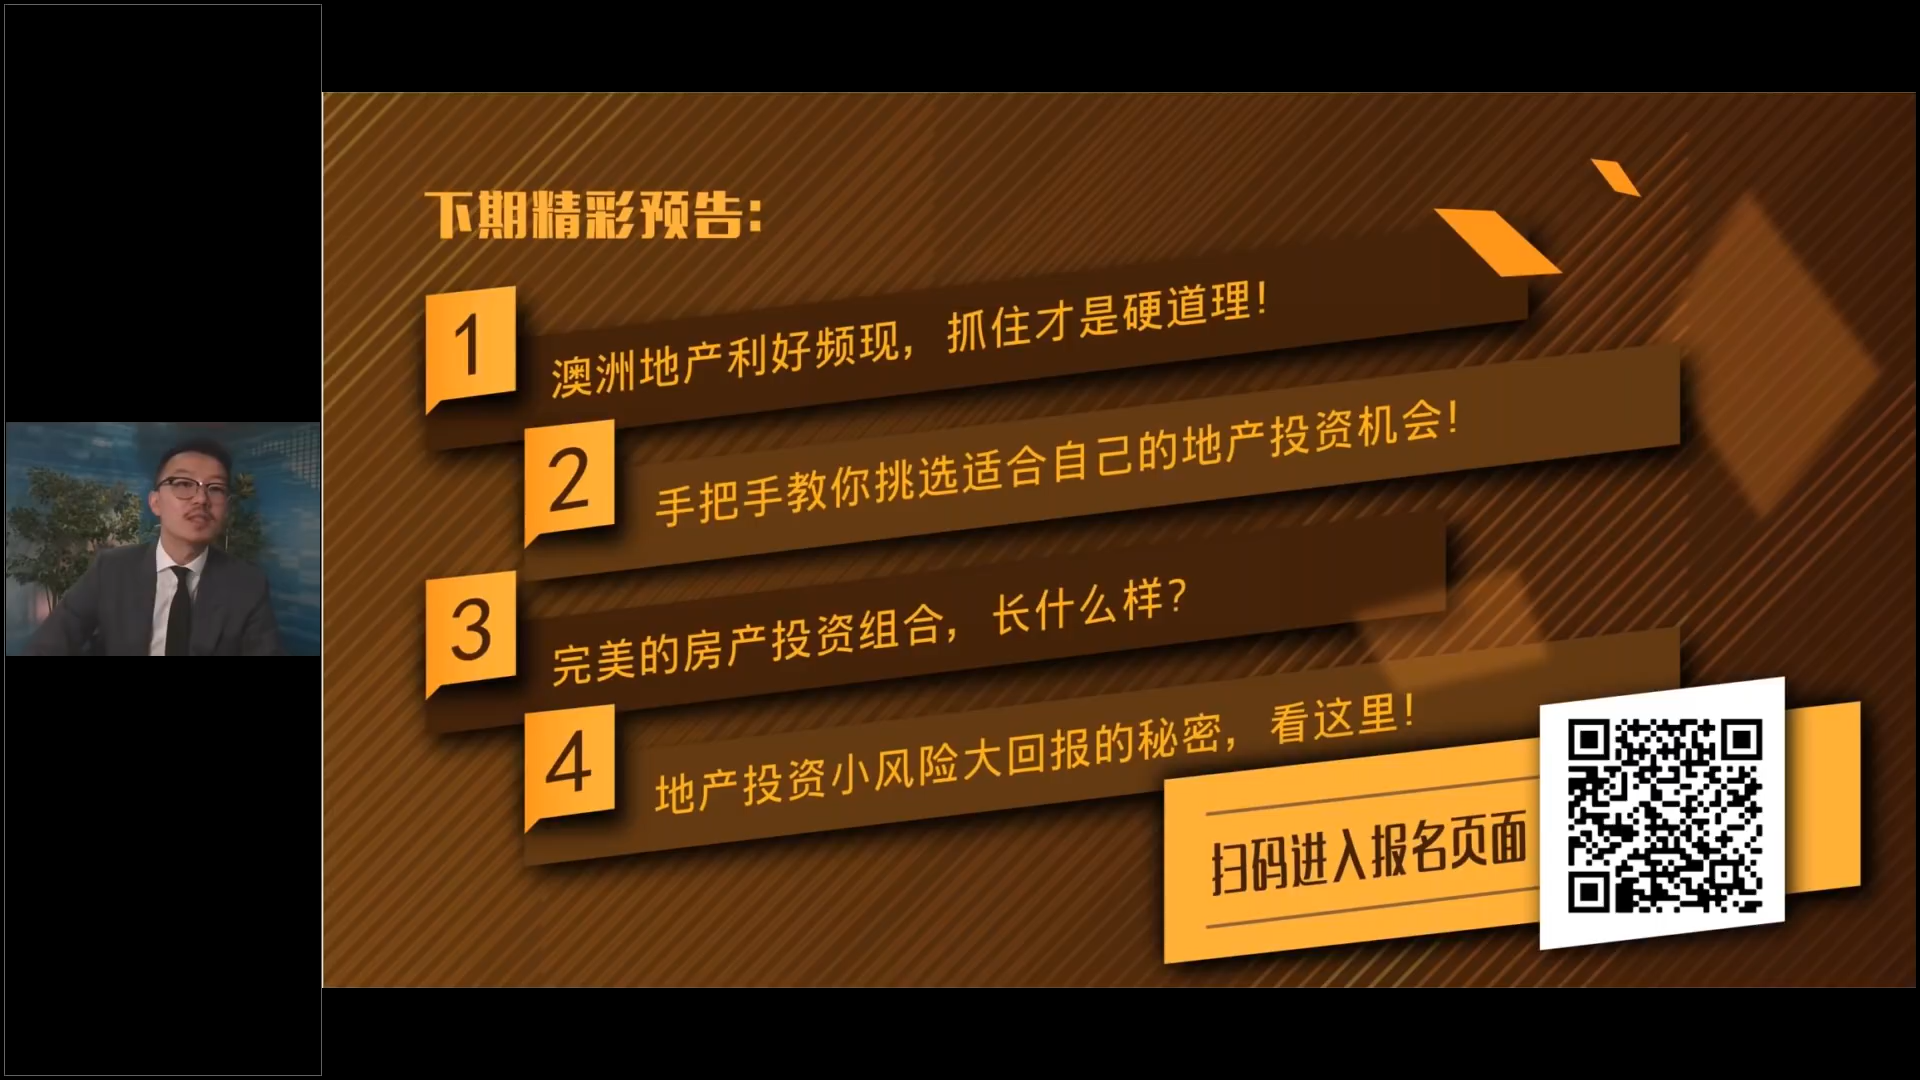 下期精彩预告:
1
澳洲地产利好频现，抓住才是硬道理！
2
手把手教你挑选适合自己的地产投资机会！
3
完美的房产投资组合，长什么样？
4
地产投资小风险大回报的秘密，看这里！
扫码进入报名页面